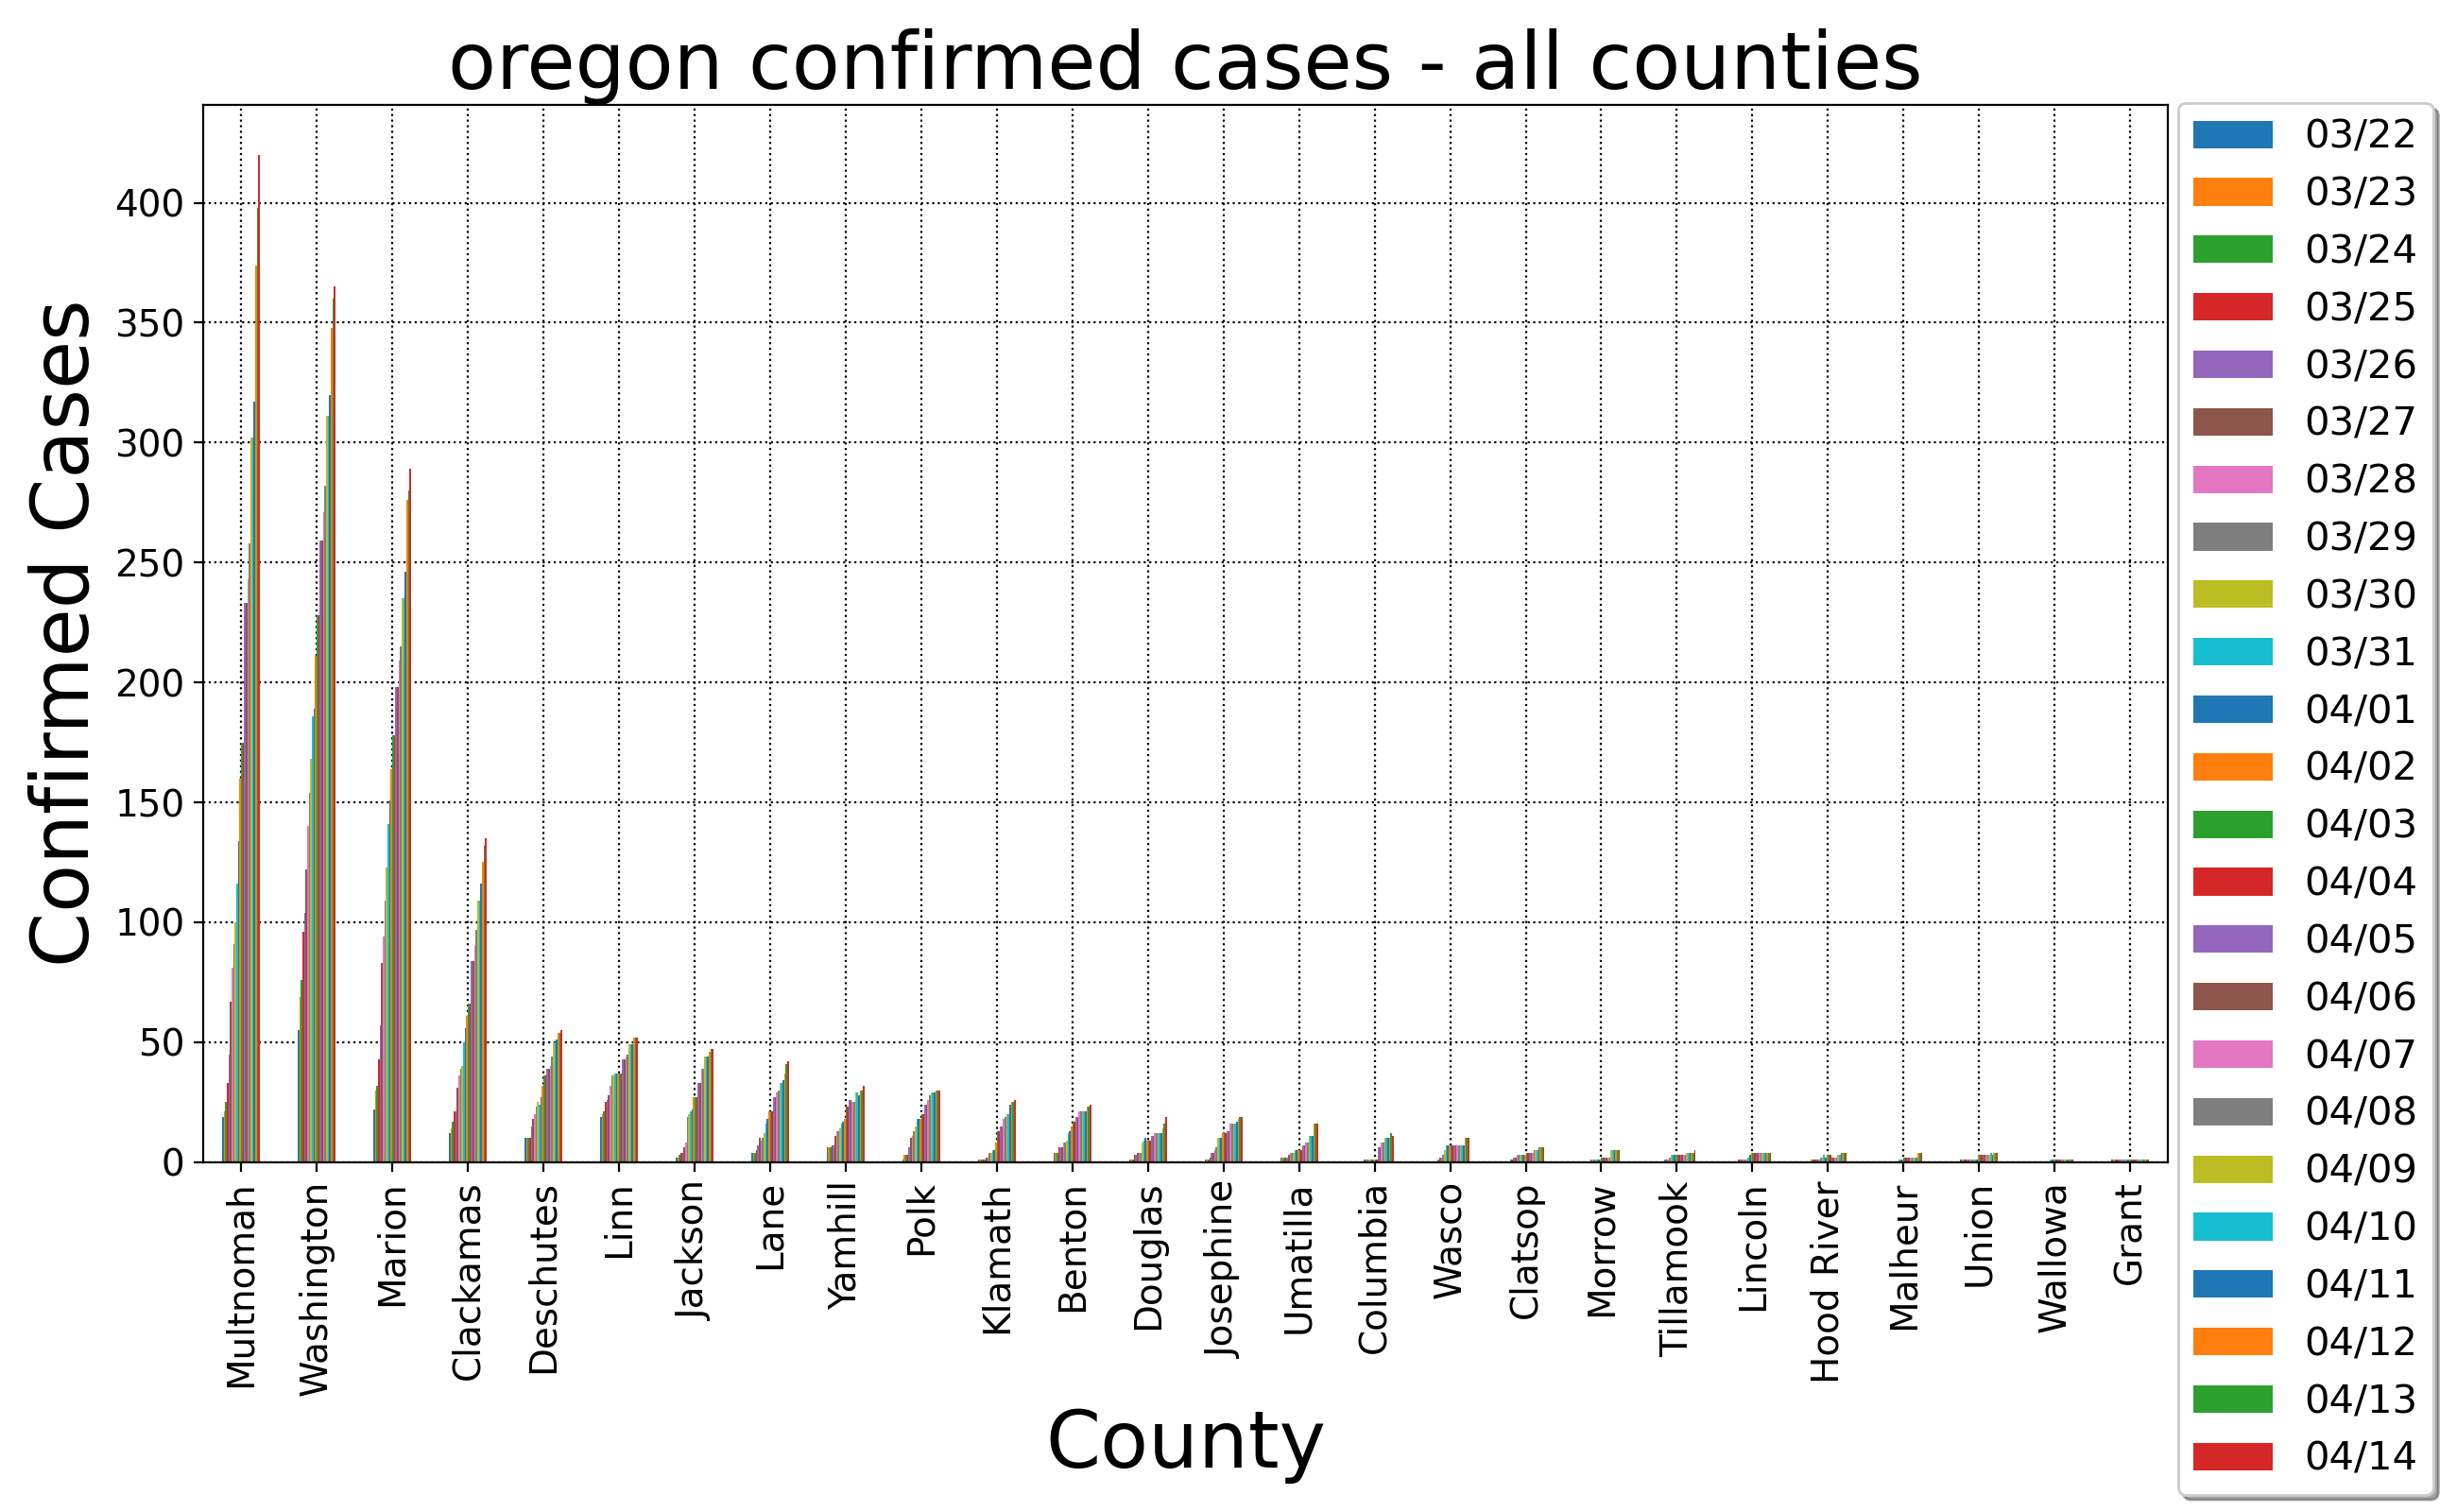 oregon confirmed cases - all counties
Confirmed Cases
400
350
300
250
200
150
100
50
0
Multnomah
Washington
Marion
Clackamas
Deschutes
Linn
Jackson
Lane
Yamhill
Polk
Klamath
Benton
Douglas
Josephine
Umatilla
Columbia
Wasco
Clatsop
Morrow
Tillamook
Lincoln
Hood River
Malheur
Union
Wallowa
Grant
County
03/22
03/23
03/24
03/25
03/26
03/27
03/28
03/29
03/30
03/31
04/01
04/02
04/03
04/04
04/05
04/06
04/07
04/08
04/09
04/10
04/11
04/12
04/13
04/14